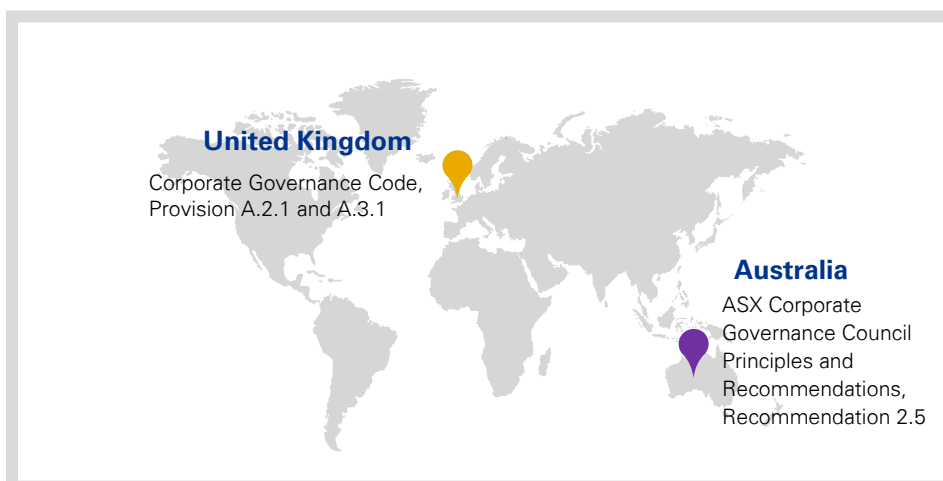 United Kingdom
Corporate Governance Code,
Provision A.2.1 and A.3.1
Australia
ASX Corporate
Governance Council
Principles and
Recommendations,
Recommendation 2.5